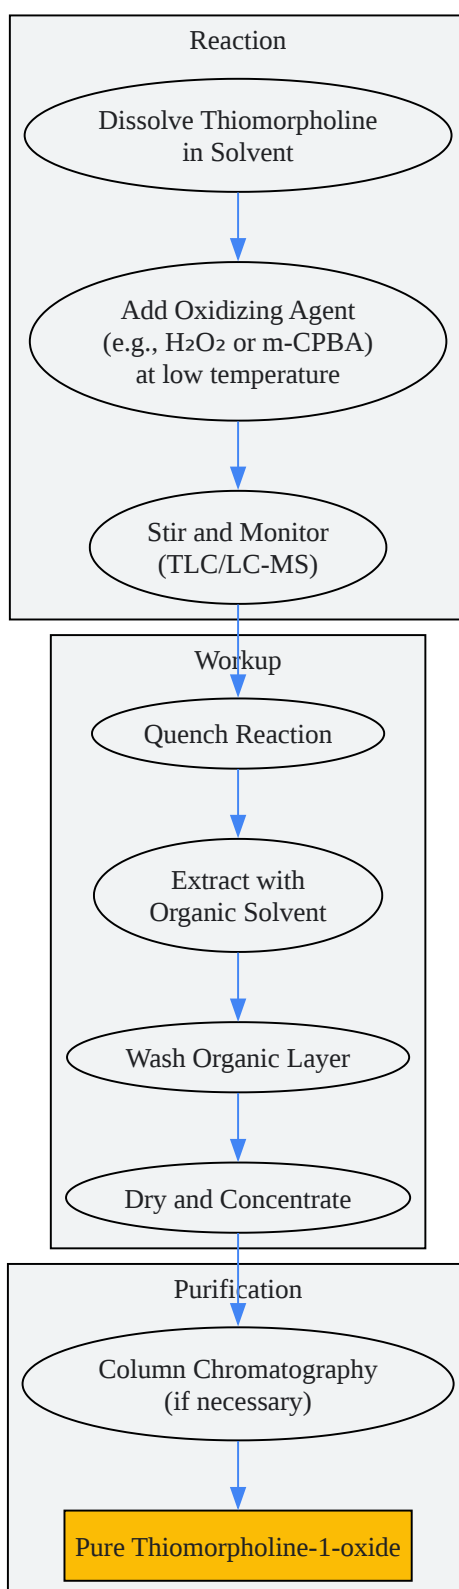 Reaction
Dissolve Thiomorpholine
in Solvent
Add Oxidizing Agent
(e.g., H₂O₂ or m-CPBA)
at low temperature
Stir and Monitor
(TLC/LC-MS)
Workup
Quench Reaction
Extract with
Organic Solvent
Wash Organic Layer
Dry and Concentrate
Purification
Column Chromatography
(if necessary)
Pure Thiomorpholine-1-oxide